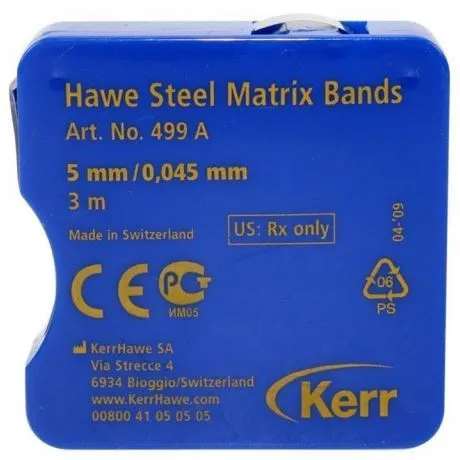 Hawe Steel Matrix Bands
Art. No. 499 A
5 mm/0,045 mm
3 m
Made in Switzerland
US: Rx only
04-'09
CE
РСТ
ИМ05
06
PS
KerrHawe SA
Via Strecce 4
6934 Bioggio/Switzerland
www.KerrHawe.com
00800 41 05 05 05
Kerr